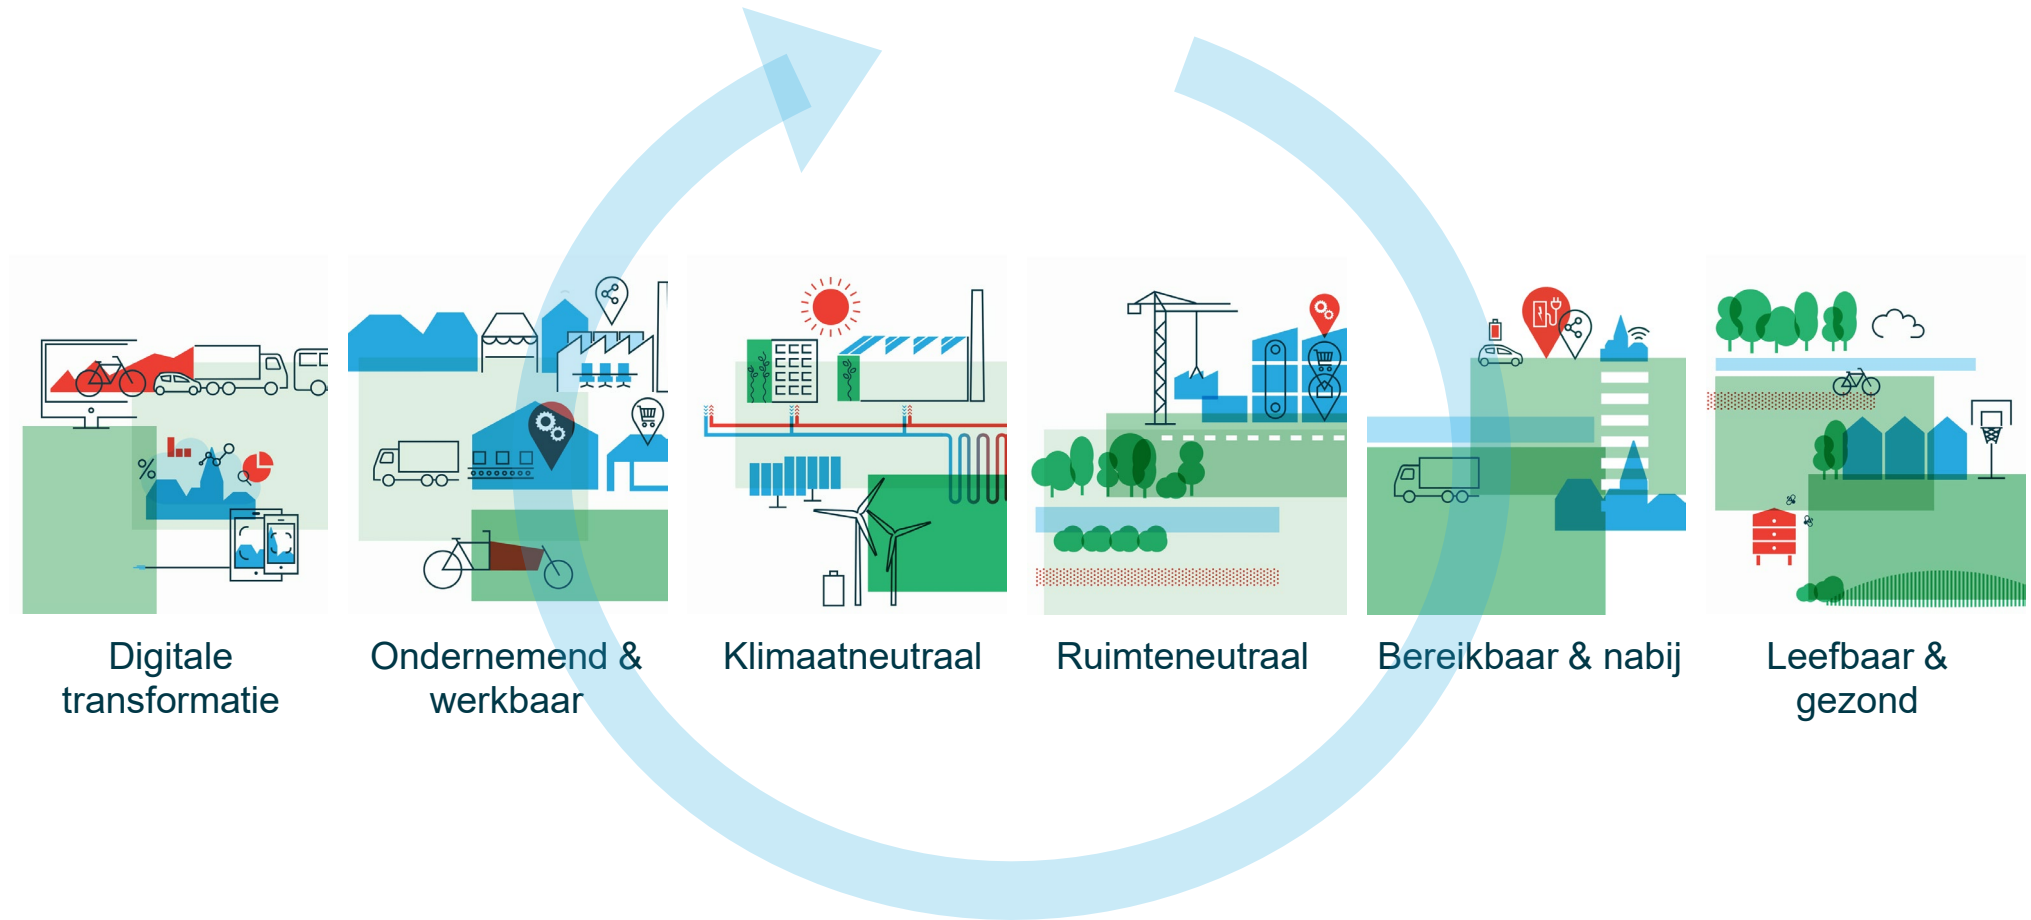 %
Digitale
transformatie
Ondernemend &
werkbaar
Klimaatneutraal
Ruimteneutraal
Bereikbaar & nabij
Leefbaar &
gezond